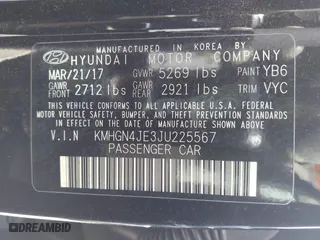 MANUFACTURED IN KOREA BY
HYUNDAI MOTOR COMPANY
MAR/21/17 GVWR 5269 lbs PAINT YB6
GAWR FRONT 2712 lbs GAWR REAR 2921 lbs TRIM VYC
THIS VEHICLE CONFORMS TO ALL APPLICABLE
FEDERAL MOTOR VEHICLE SAFETY, BUMPER, AND THEFT
PREVENTION STANDARDS IN EFFECT ON THE DATE OF
MANUFACTURE SHOWN ABOVE.
V.I.N KMHGN4JE3JU225567
PASSENGER CAR